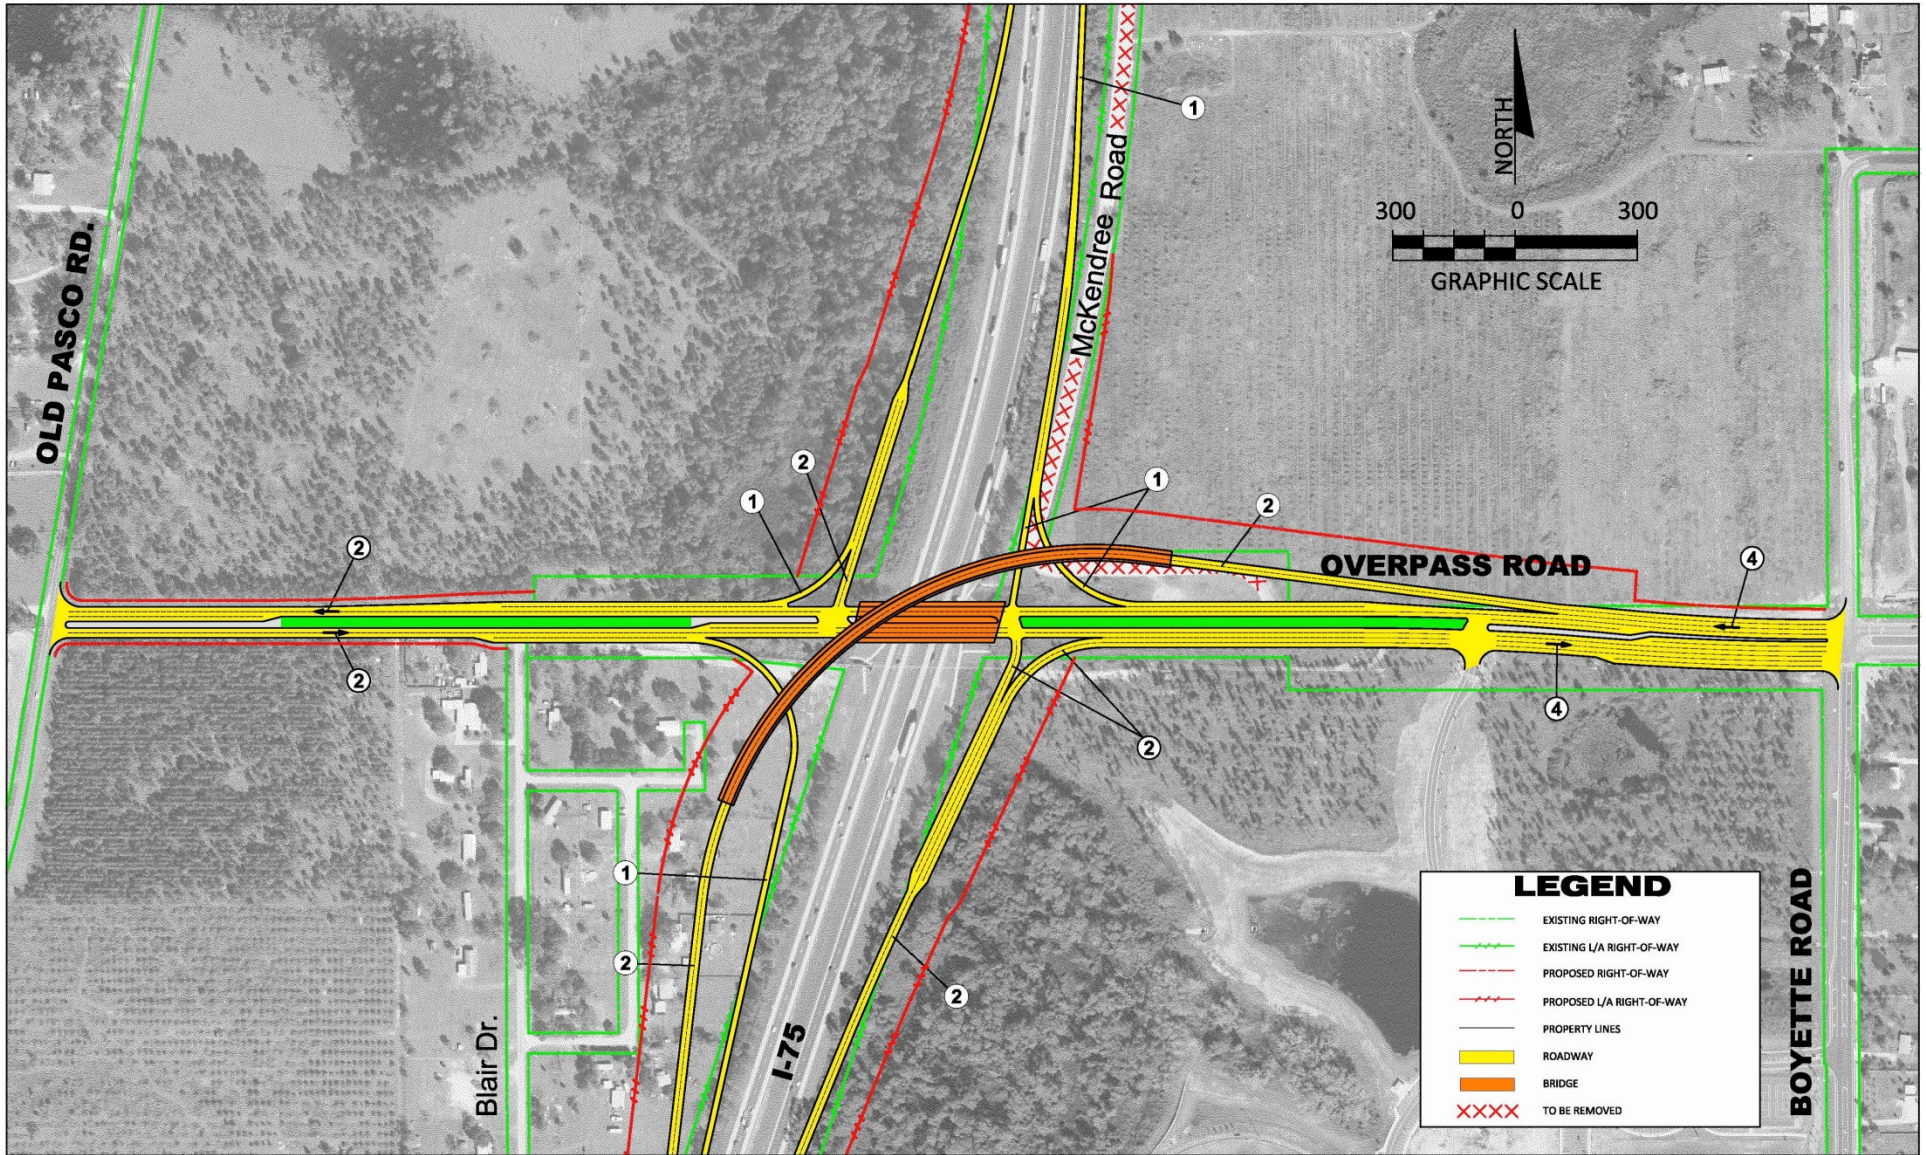 1
NORTH
300 0 300
GRAPHIC SCALE
McKendree Road
OLD PASCO RD.
2
1
1
2
2
OVERPASS ROAD
4
2
2
4
2
1
2
2
I-75
Blair Dr.
BOYETTE ROAD
LEGEND
EXISTING RIGHT-OF-WAY
EXISTING L/A RIGHT-OF-WAY
PROPOSED RIGHT-OF-WAY
PROPOSED L/A RIGHT-OF-WAY
PROPERTY LINES
ROADWAY
BRIDGE
TO BE REMOVED